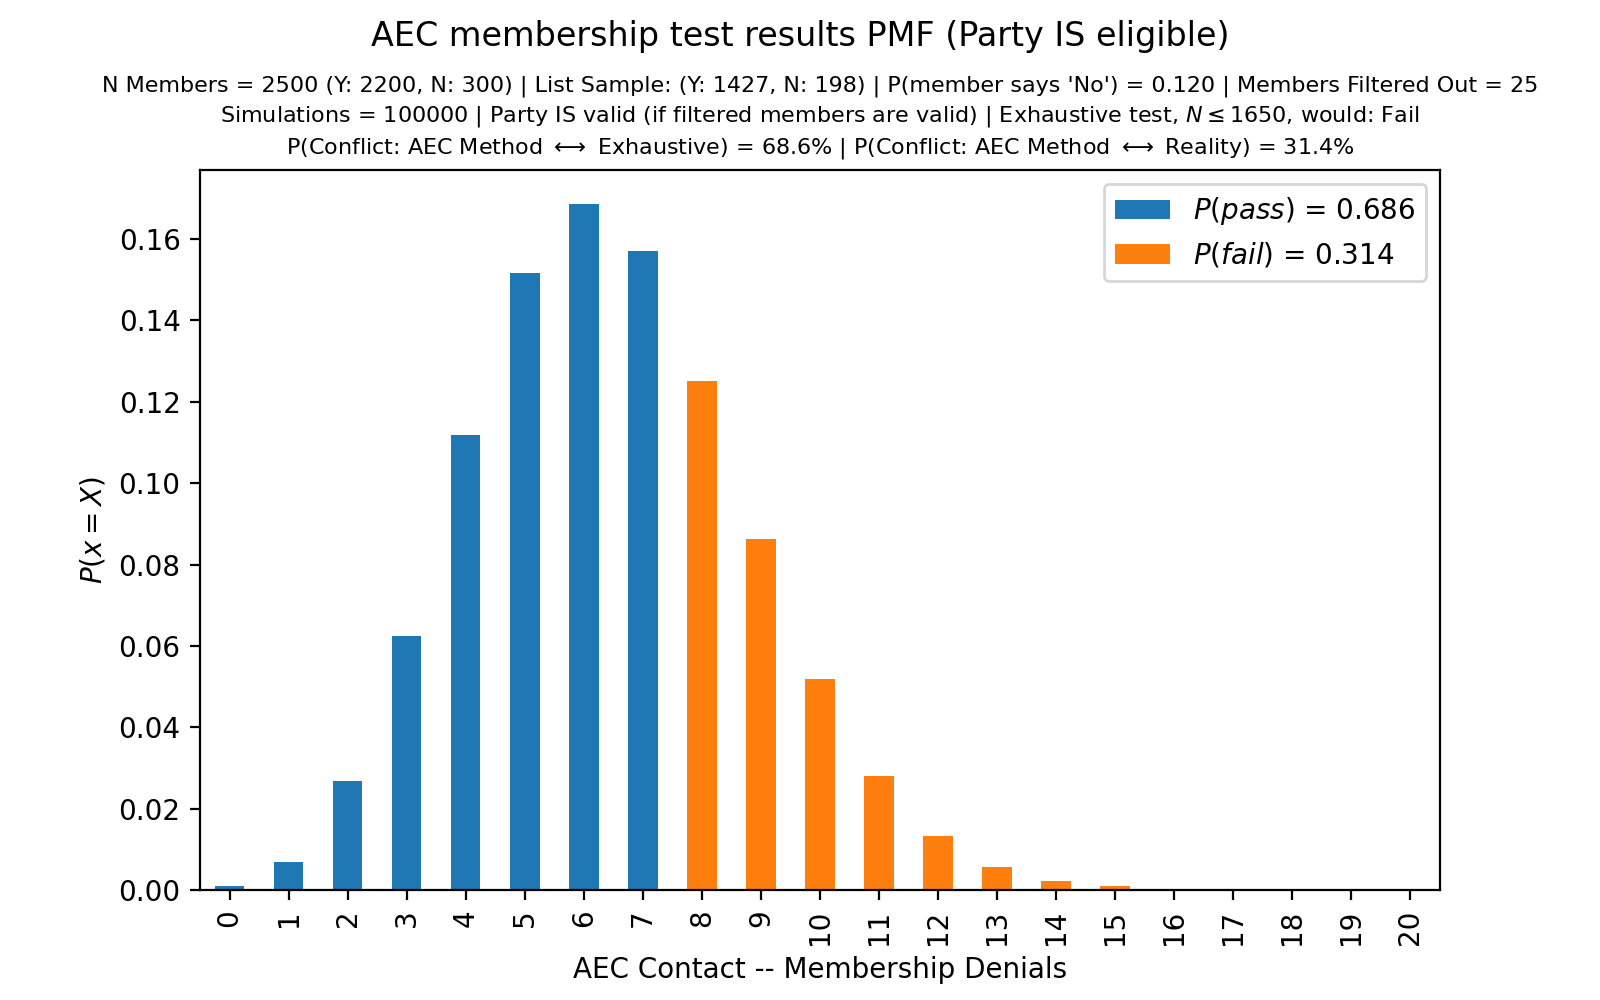 AEC membership test results PMF (Party IS eligible)
N Members = 2500 (Y: 2200, N: 300) | List Sample: (Y: 1427, N: 198) | P(member says 'No') = 0.120 | Members Filtered Out = 25
Simulations = 100000 | Party IS valid (if filtered members are valid) | Exhaustive test, N ≤ 1650, would: Fail
P(Conflict: AEC Method ⟷ Exhaustive) = 68.6% | P(Conflict: AEC Method ⟷ Reality) = 31.4%
P(pass) = 0.686
P(fail) = 0.314
P(x = X)
0.16
0.14
0.12
0.10
0.08
0.06
0.04
0.02
0.00
0 1 2 3 4 5 6 7 8 9 10 11 12 13 14 15 16 17 18 19 20
AEC Contact -- Membership Denials